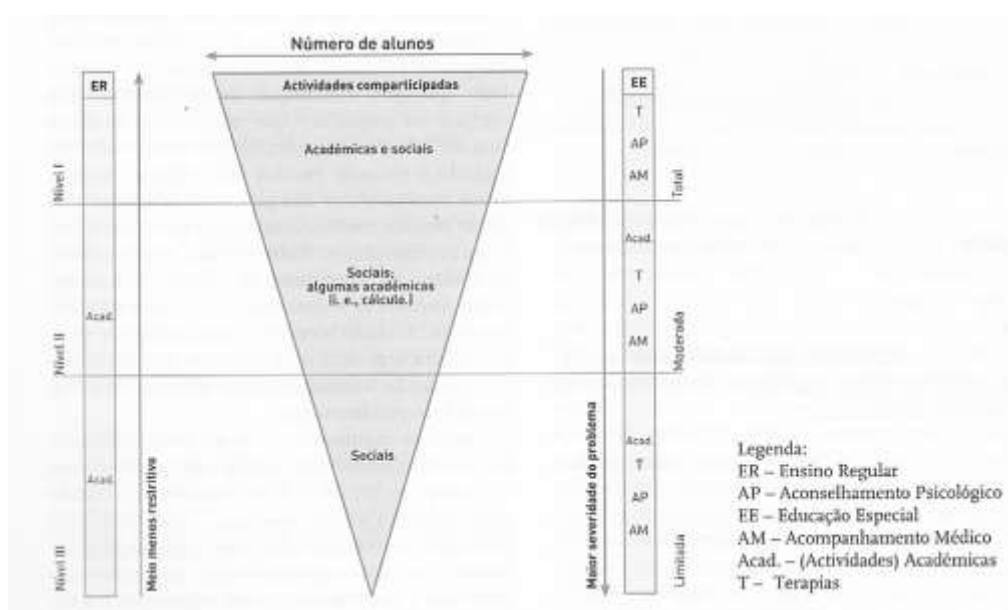 Número de alunos
ER
Actividades comparticipadas
EE
T
Académicas e sociais
AP
AM
Nível I
Total
Acad.
Sociais;
algumas académicas
(i. e., cálculo.)
T
AP
Acad.
AM
Nível II
Moderada
Acad.
Sociais
T
Acad.
AP
AM
Nível III
Meio menos restritivo
Maior severidade do problema
Limitada
Legenda:
ER – Ensino Regular
AP – Aconselhamento Psicológico
EE – Educação Especial
AM – Acompanhamento Médico
Acad. – (Actividades) Académicas
T – Terapias